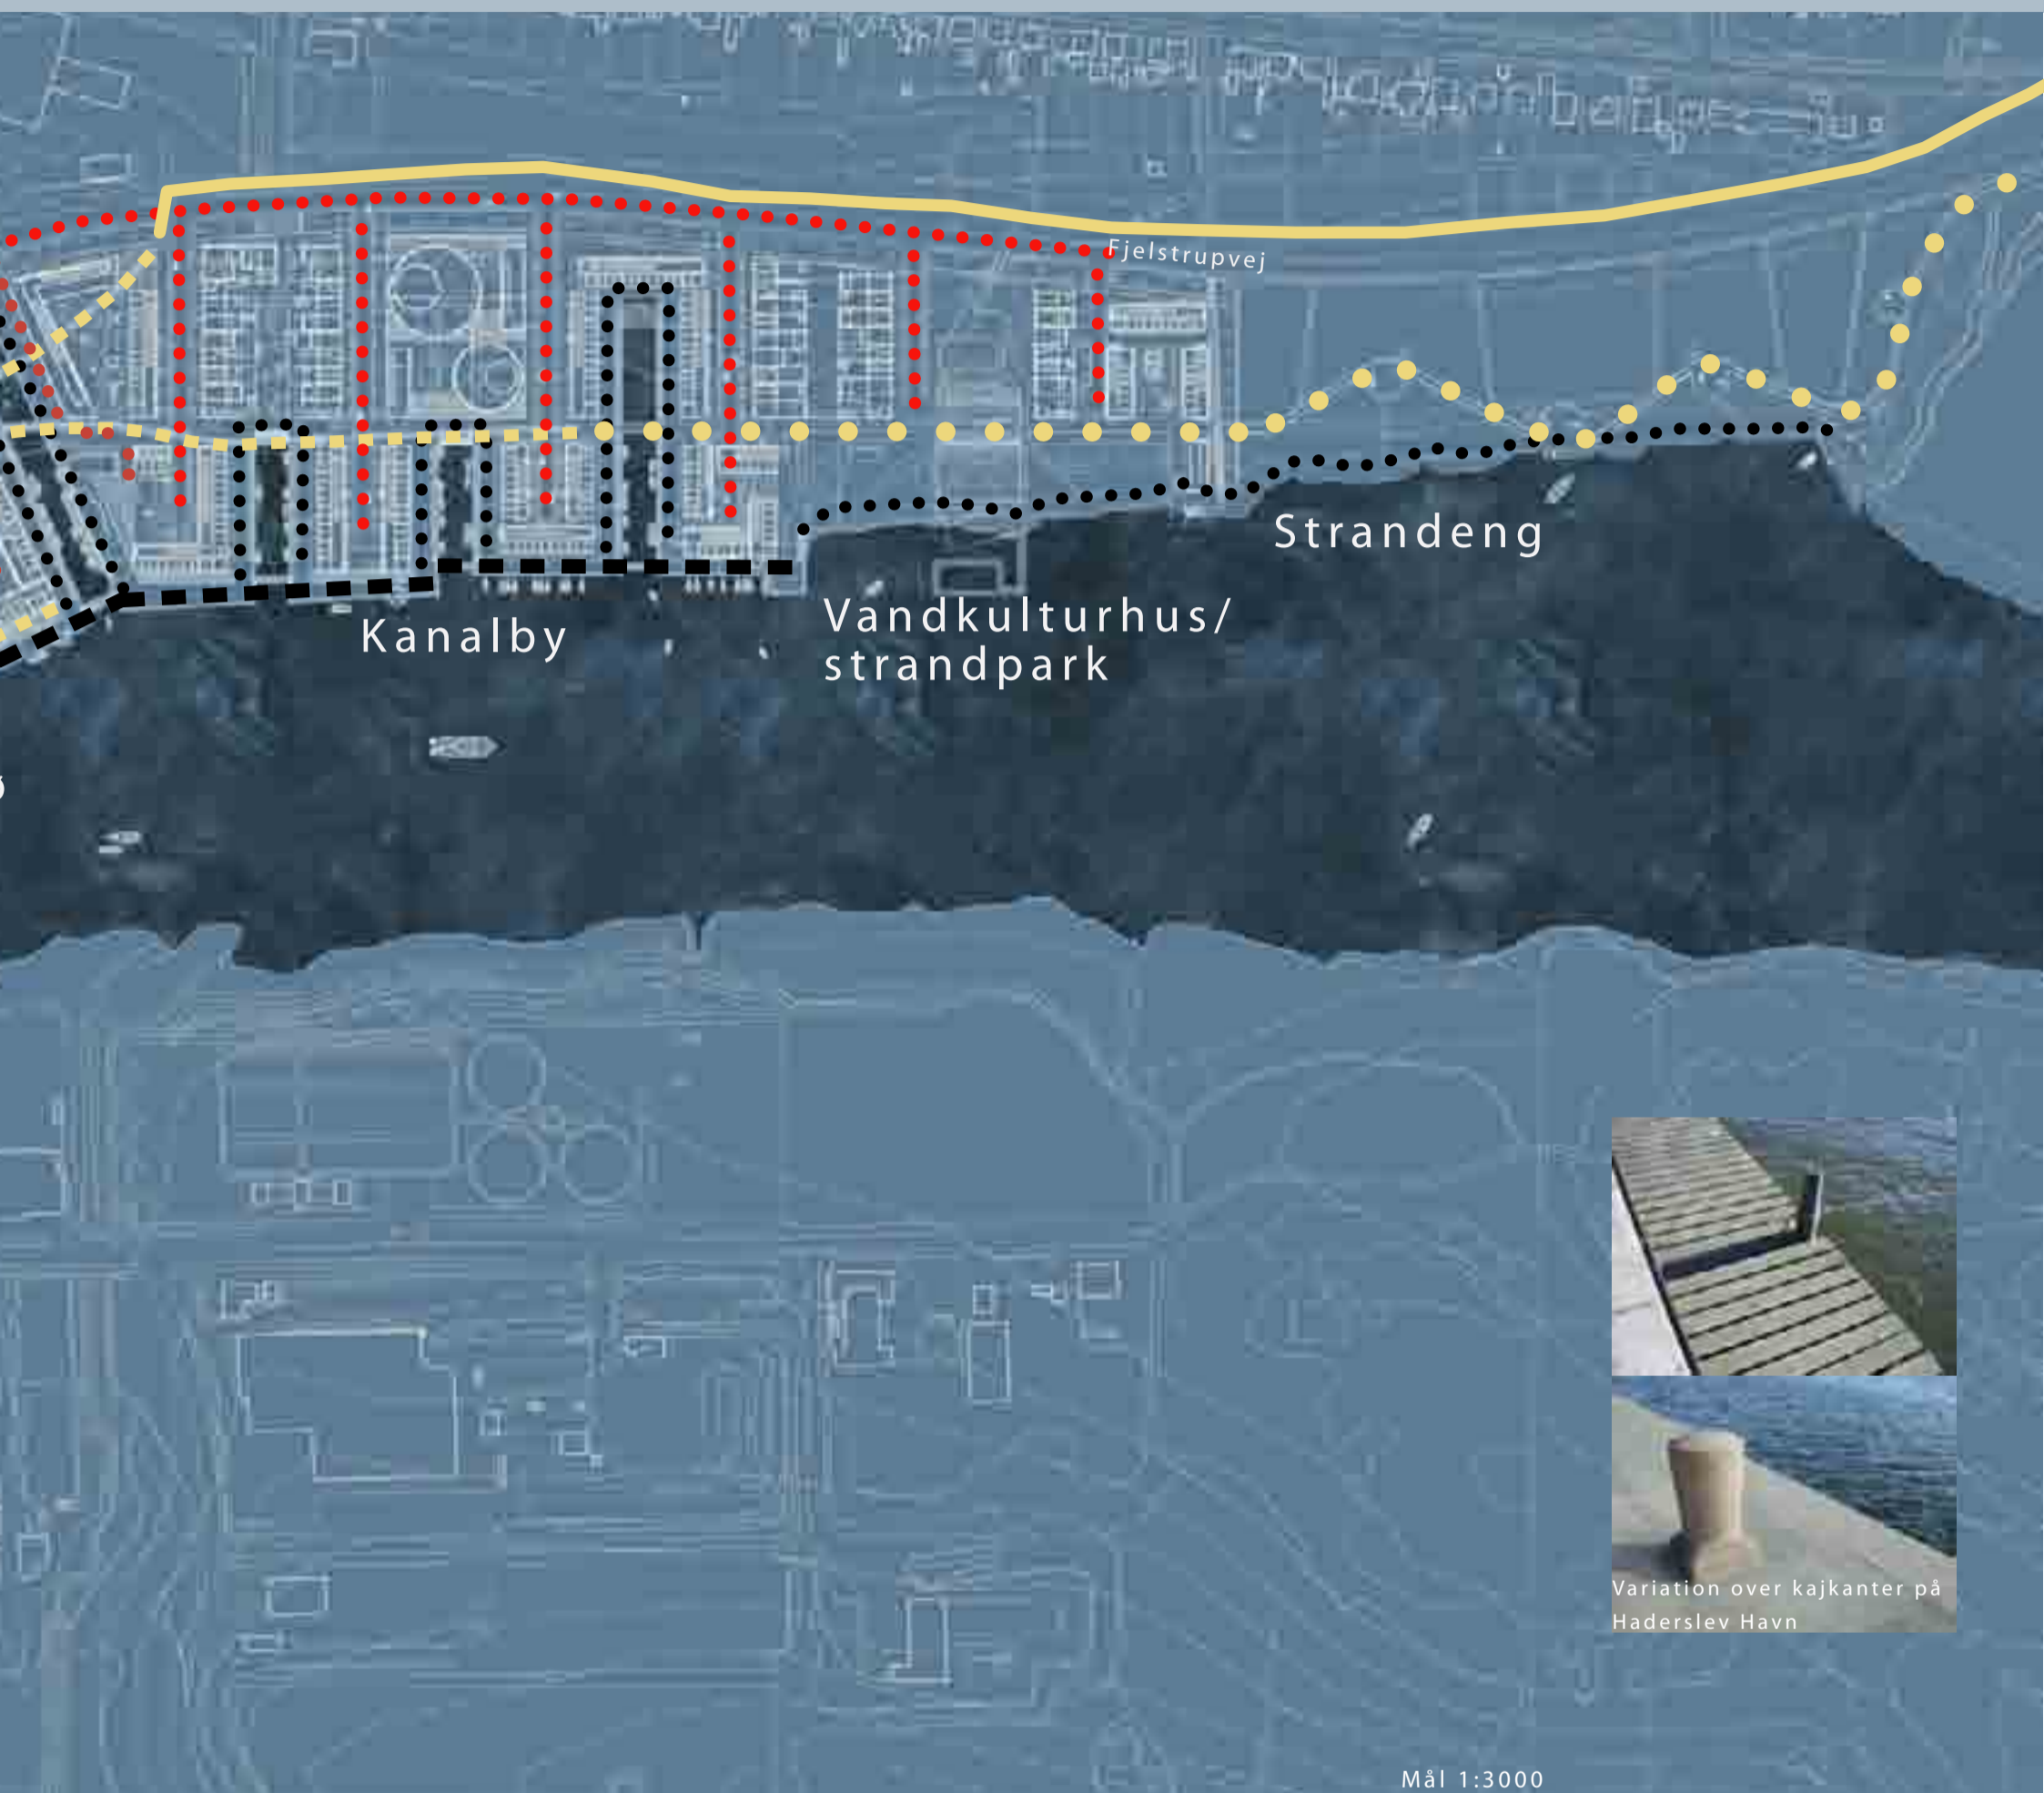 Fjelstrupvej
Strandeng
Kanalby
Vandkulturhus/
strandpark
ø
Variation over kajkanter på
Haderslev Havn
Mål 1:3000